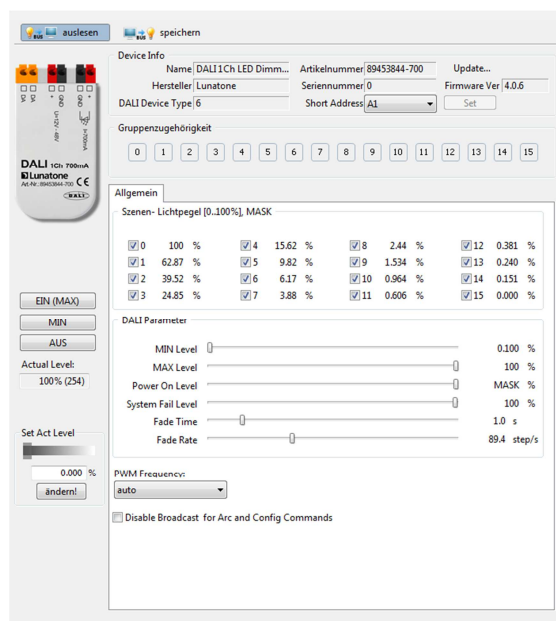 auslesen speichern
Device Info
Name DALI 1Ch LED Dimm... Artikelnummer 89453844-700 Update...
Hersteller Lunatone Seriennummer 0 Firmware Ver 4.0.6
DALI Device Type 6 Short Address A1 Set
Gruppenzugehörigkeit
0 1 2 3 4 5 6 7 8 9 10 11 12 13 14 15
DA DA + GND GND +
U=12V - 48V
I=700mA
DALI 1Ch 700mA
Lunatone
Art.-Nr.: 89453844-700 CE
DALI
Allgemein
Szenen- Lichtpegel [0..100%], MASK
0 100 % 4 15.62 % 8 2.44 % 12 0.381 %
1 62.87 % 5 9.82 % 9 1.534 % 13 0.240 %
2 39.52 % 6 6.17 % 10 0.964 % 14 0.151 %
3 24.85 % 7 3.88 % 11 0.606 % 15 0.000 %
DALI Parameter
MIN Level 0.100 %
MAX Level 100 %
Power On Level MASK %
System Fail Level 100 %
Fade Time 1.0 s
Fade Rate 89.4 step/s
EIN (MAX)
MIN
AUS
Actual Level:
100% (254)
Set Act Level
0.000 %
ändern!
PWM Frequency:
auto
Disable Broadcast for Arc and Config Commands